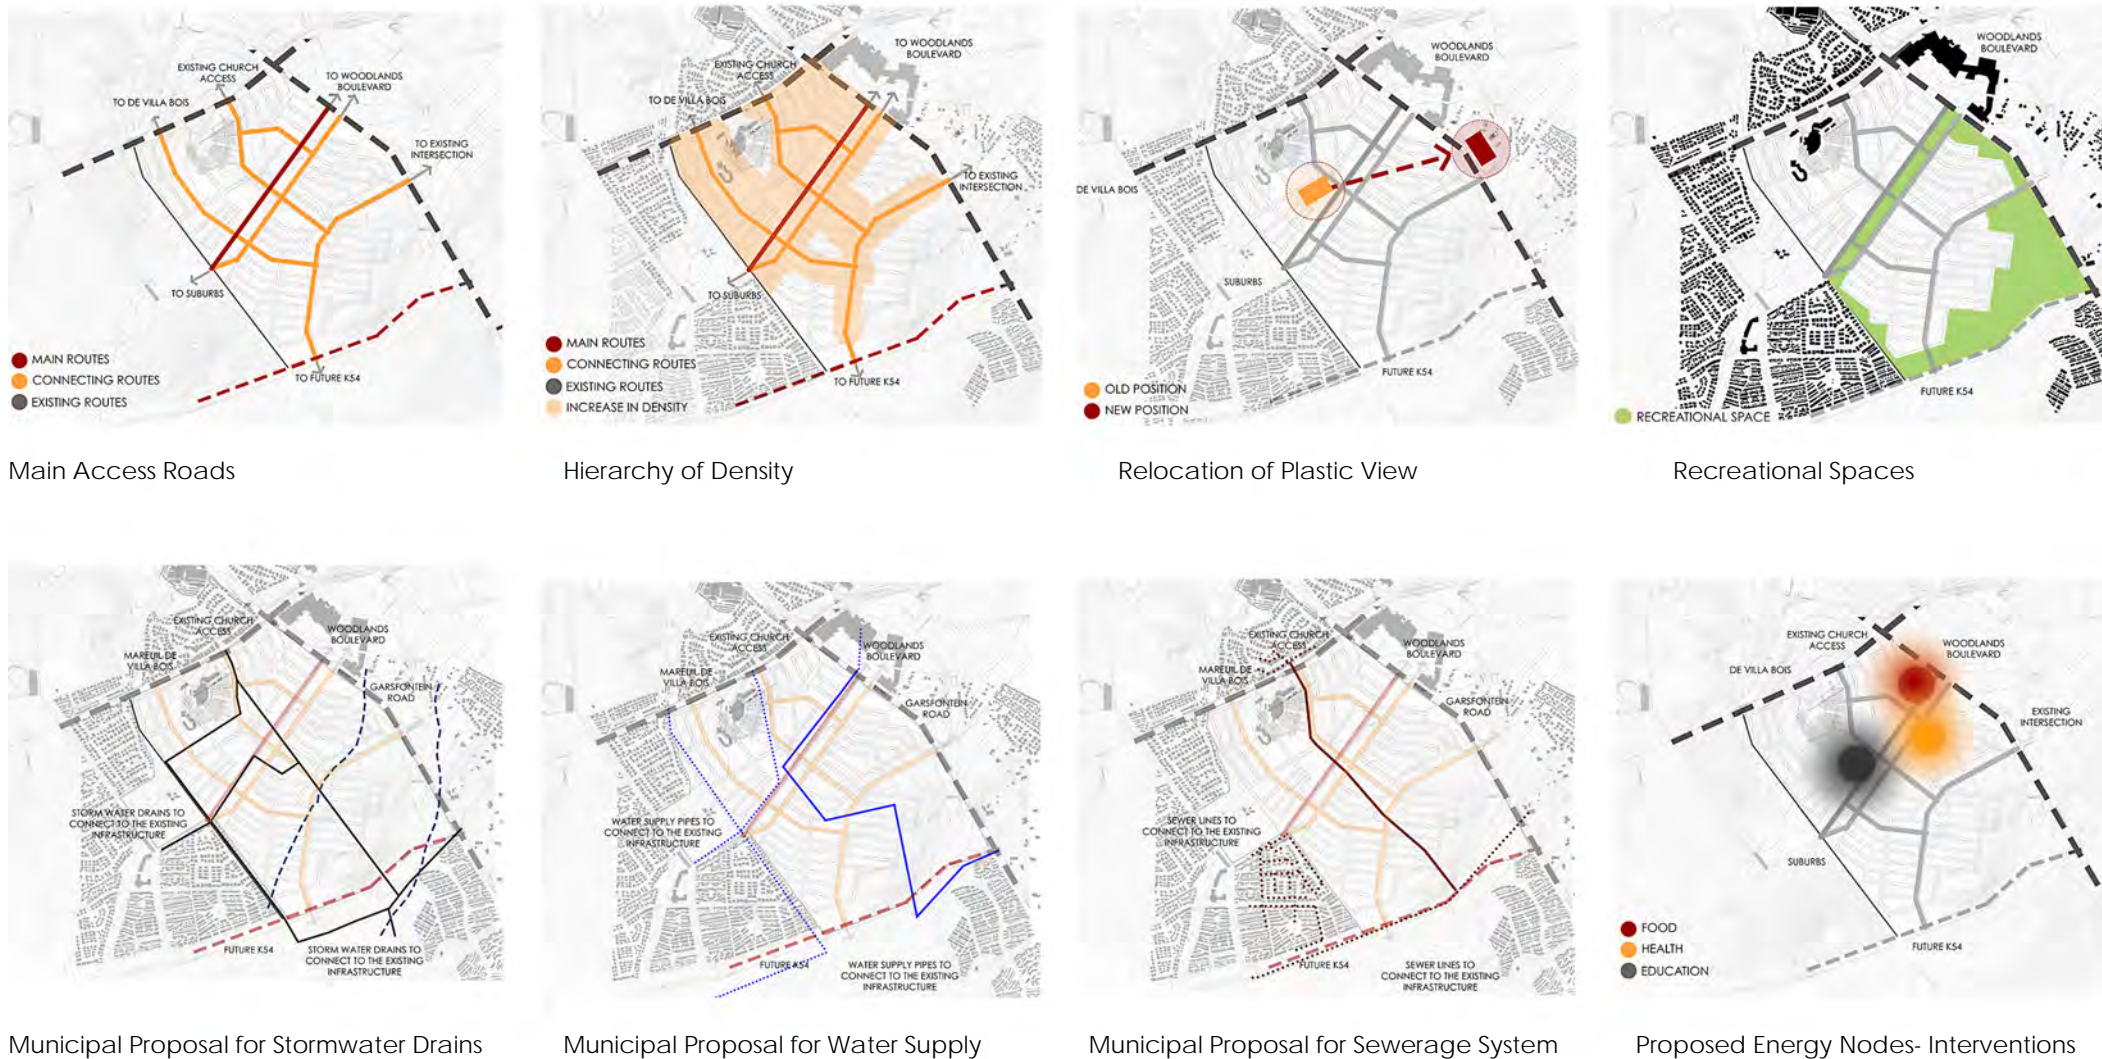 EXISTING CHURCH
ACCESS
TO WOODLANDS
BOULEVARD
TO DE VILLA BOIS
TO EXISTING
INTERSECTION
TO SUBURBS
MAIN ROUTES
CONNECTING ROUTES
EXISTING ROUTES
TO FUTURE K54
Main Access Roads
TO WOODLANDS
BOULEVARD
EXISTING CHURCH
ACCESS
TO DE VILLA BOIS
TO EXISTING
INTERSECTION
TO SUBURBS
MAIN ROUTES
CONNECTING ROUTES
EXISTING ROUTES
INCREASE IN DENSITY
TO FUTURE K54
Hierarchy of Density
WOODLANDS
BOULEVARD
DE VILLA BOIS
SUBURBS
FUTURE K54
OLD POSITION
NEW POSITION
Relocation of Plastic View
WOODLANDS
BOULEVARD
FUTURE K54
RECREATIONAL SPACE
Recreational Spaces
EXISTING CHURCH
ACCESS
WOODLANDS
BOULEVARD
MAREUIL DE
VILLA BOIS
GARSFONTEIN
ROAD
STORM WATER DRAINS TO
CONNECT TO THE EXISTING
INFRASTRUCTURE
FUTURE K54
STORM WATER DRAINS TO
CONNECT TO THE EXISTING
INFRASTRUCTURE
Municipal Proposal for Stormwater Drains
EXISTING CHURCH
ACCESS
WOODLANDS
BOULEVARD
MAREUIL DE
VILLA BOIS
GARSFONTEIN
ROAD
WATER SUPPLY PIPES TO
CONNECT TO THE EXISTING
INFRASTRUCTURE
FUTURE K54
WATER SUPPLY PIPES TO
CONNECT TO THE EXISTING
INFRASTRUCTURE
Municipal Proposal for Water Supply
EXISTING CHURCH
ACCESS
WOODLANDS
BOULEVARD
MAREUIL DE
VILLA BOIS
GARSFONTEIN
ROAD
SEWER LINES TO
CONNECT TO THE EXISTING
INFRASTRUCTURE
FUTURE K54
SEWER LINES TO
CONNECT TO THE EXISTING
INFRASTRUCTURE
Municipal Proposal for Sewerage System
EXISTING CHURCH
ACCESS
WOODLANDS
BOULEVARD
DE VILLA BOIS
EXISTING
INTERSECTION
SUBURBS
FOOD
HEALTH
EDUCATION
FUTURE K54
Proposed Energy Nodes- Interventions